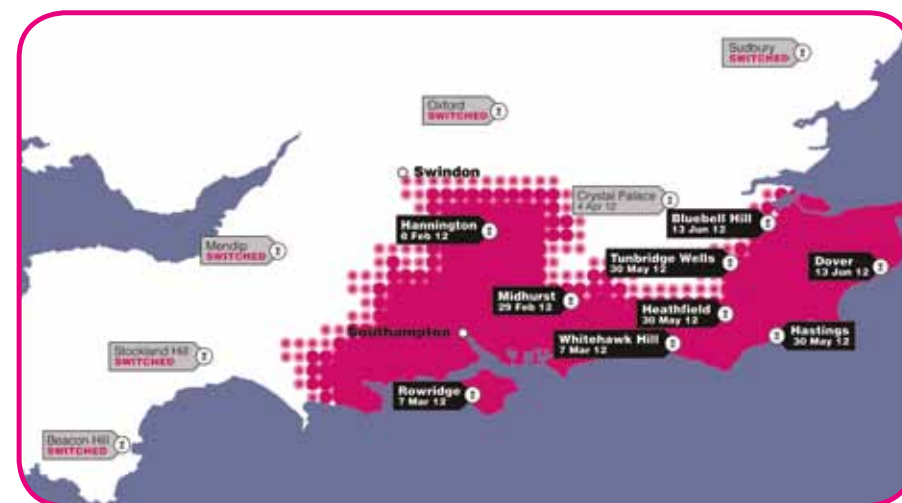 Sudbury
SWITCHED
Oxford
SWITCHED
Swindon
Crystal Palace
4 Apr 12
Hannington
8 Feb 12
Bluebell Hill
13 Jun 12
Mendip
SWITCHED
Tunbridge Wells
30 May 12
Dover
13 Jun 12
Midhurst
29 Feb 12
Heathfield
30 May 12
Southampton
Whitehawk Hill
7 Mar 12
Hastings
30 May 12
Stockland Hill
SWITCHED
Rowridge
7 Mar 12
Beacon Hill
SWITCHED